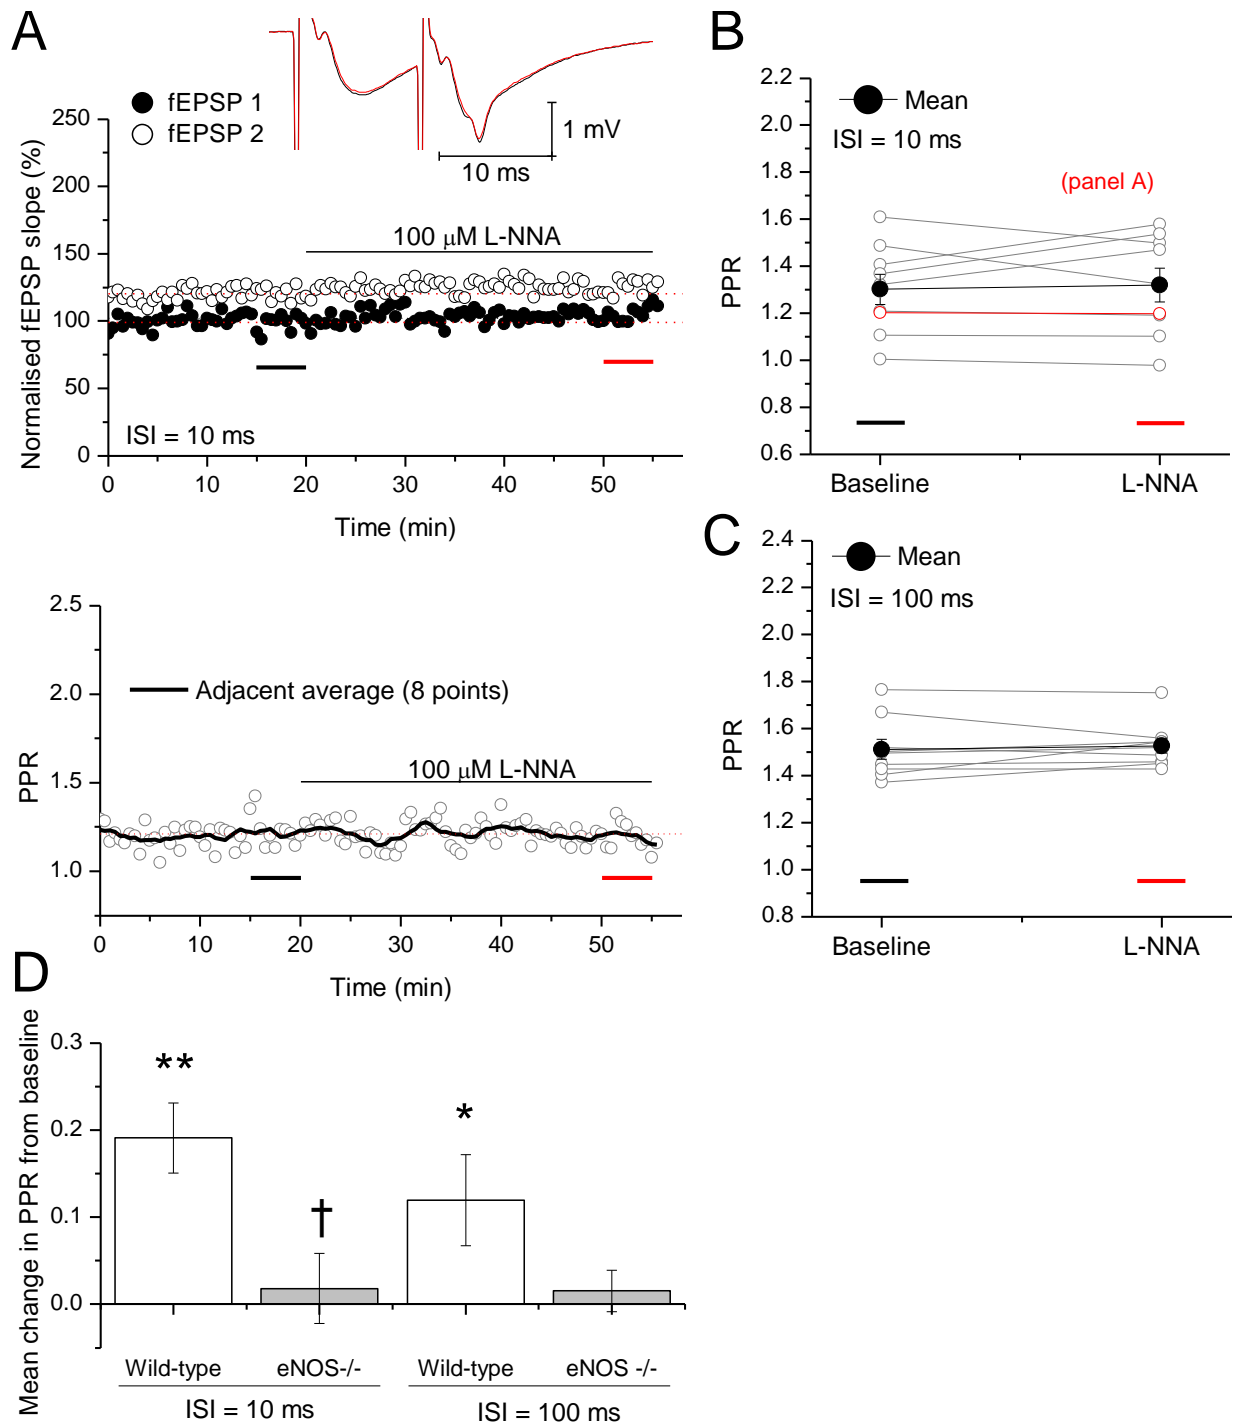 A
fEPSP 1
fEPSP 2
1 mV
10 ms
Normalised fEPSP slope (%)
250
200
150
100
50
0
100 μM L-NNA
ISI = 10 ms
0 10 20 30 40 50
Time (min)
B
PPR
2.2
2.0
1.8
1.6
1.4
1.2
1.0
0.8
0.6
Mean
ISI = 10 ms
(panel A)
Baseline L-NNA
PPR
2.5
2.0
1.5
1.0
Adjacent average (8 points)
100 μM L-NNA
0 10 20 30 40 50
Time (min)
C
PPR
2.4
2.2
2.0
1.8
1.6
1.4
1.2
1.0
0.8
Mean
ISI = 100 ms
Baseline L-NNA
D
Mean change in PPR from baseline
0.3
0.2
0.1
0.0
**
†
*
Wild-type eNOS-/- Wild-type eNOS -/-
ISI = 10 ms ISI = 100 ms